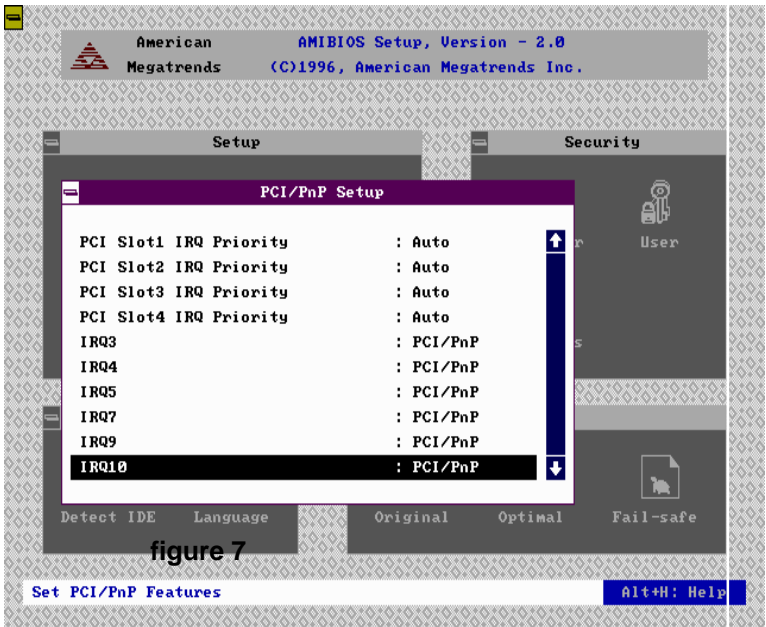 American AMIBIOS Setup, Version - 2.0
Megatrends (C)1996, American Megatrends Inc.
Setup
Security
PCI/PnP Setup
PCI Slot1 IRQ Priority : Auto
PCI Slot2 IRQ Priority : Auto
PCI Slot3 IRQ Priority : Auto
PCI Slot4 IRQ Priority : Auto
IRQ3 : PCI/PnP
IRQ4 : PCI/PnP
IRQ5 : PCI/PnP
IRQ7 : PCI/PnP
IRQ9 : PCI/PnP
IRQ10 : PCI/PnP
r User
s
Detect IDE Language Original Optimal Fail-safe
figure 7
Set PCI/PnP Features Alt+H: Help